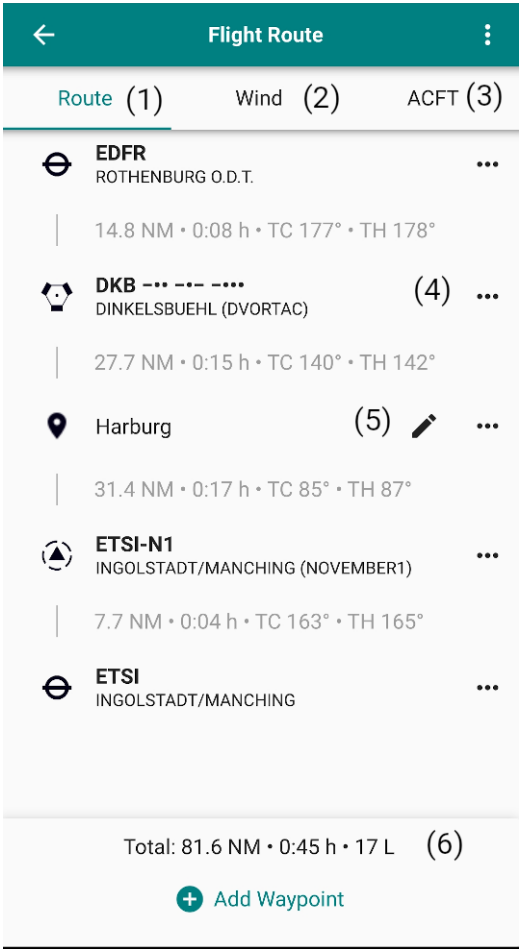 Flight Route
Route (1) Wind (2) ACFT (3)
EDFR
ROTHENBURG O.D.T.
14.8 NM • 0:08 h • TC 177° • TH 178°
DKB –•• –•– –••• (4)
DINKELSBUEHL (DVORTAC)
27.7 NM • 0:15 h • TC 140° • TH 142°
Harburg (5)
31.4 NM • 0:17 h • TC 85° • TH 87°
ETSI-N1
INGOLSTADT/MANCHING (NOVEMBER1)
7.7 NM • 0:04 h • TC 163° • TH 165°
ETSI
INGOLSTADT/MANCHING
Total: 81.6 NM • 0:45 h • 17 L (6)
Add Waypoint